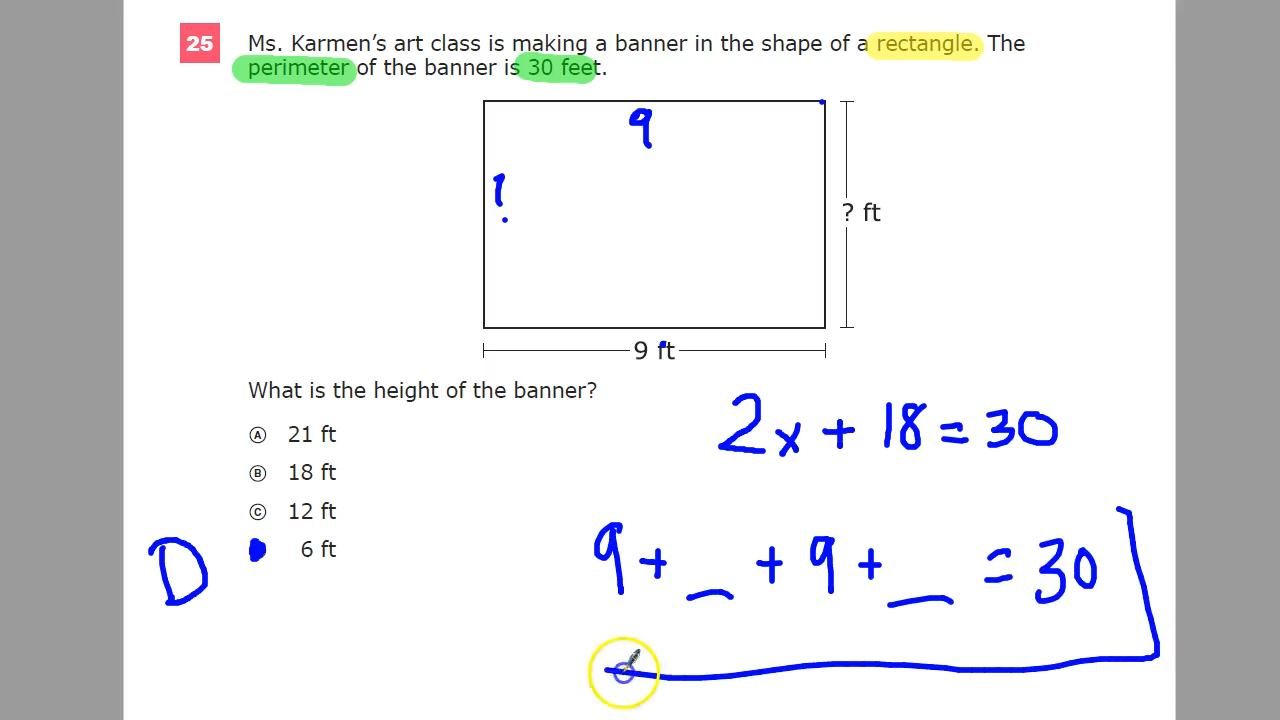 25 Ms. Karmen's art class is making a banner in the shape of a rectangle. The
perimeter of the banner is 30 feet.
9
?
? ft
9 ft
What is the height of the banner?
2x + 18 = 30
A 21 ft
B 18 ft
C 12 ft
6 ft
D
9 + _ + 9 + _ = 30